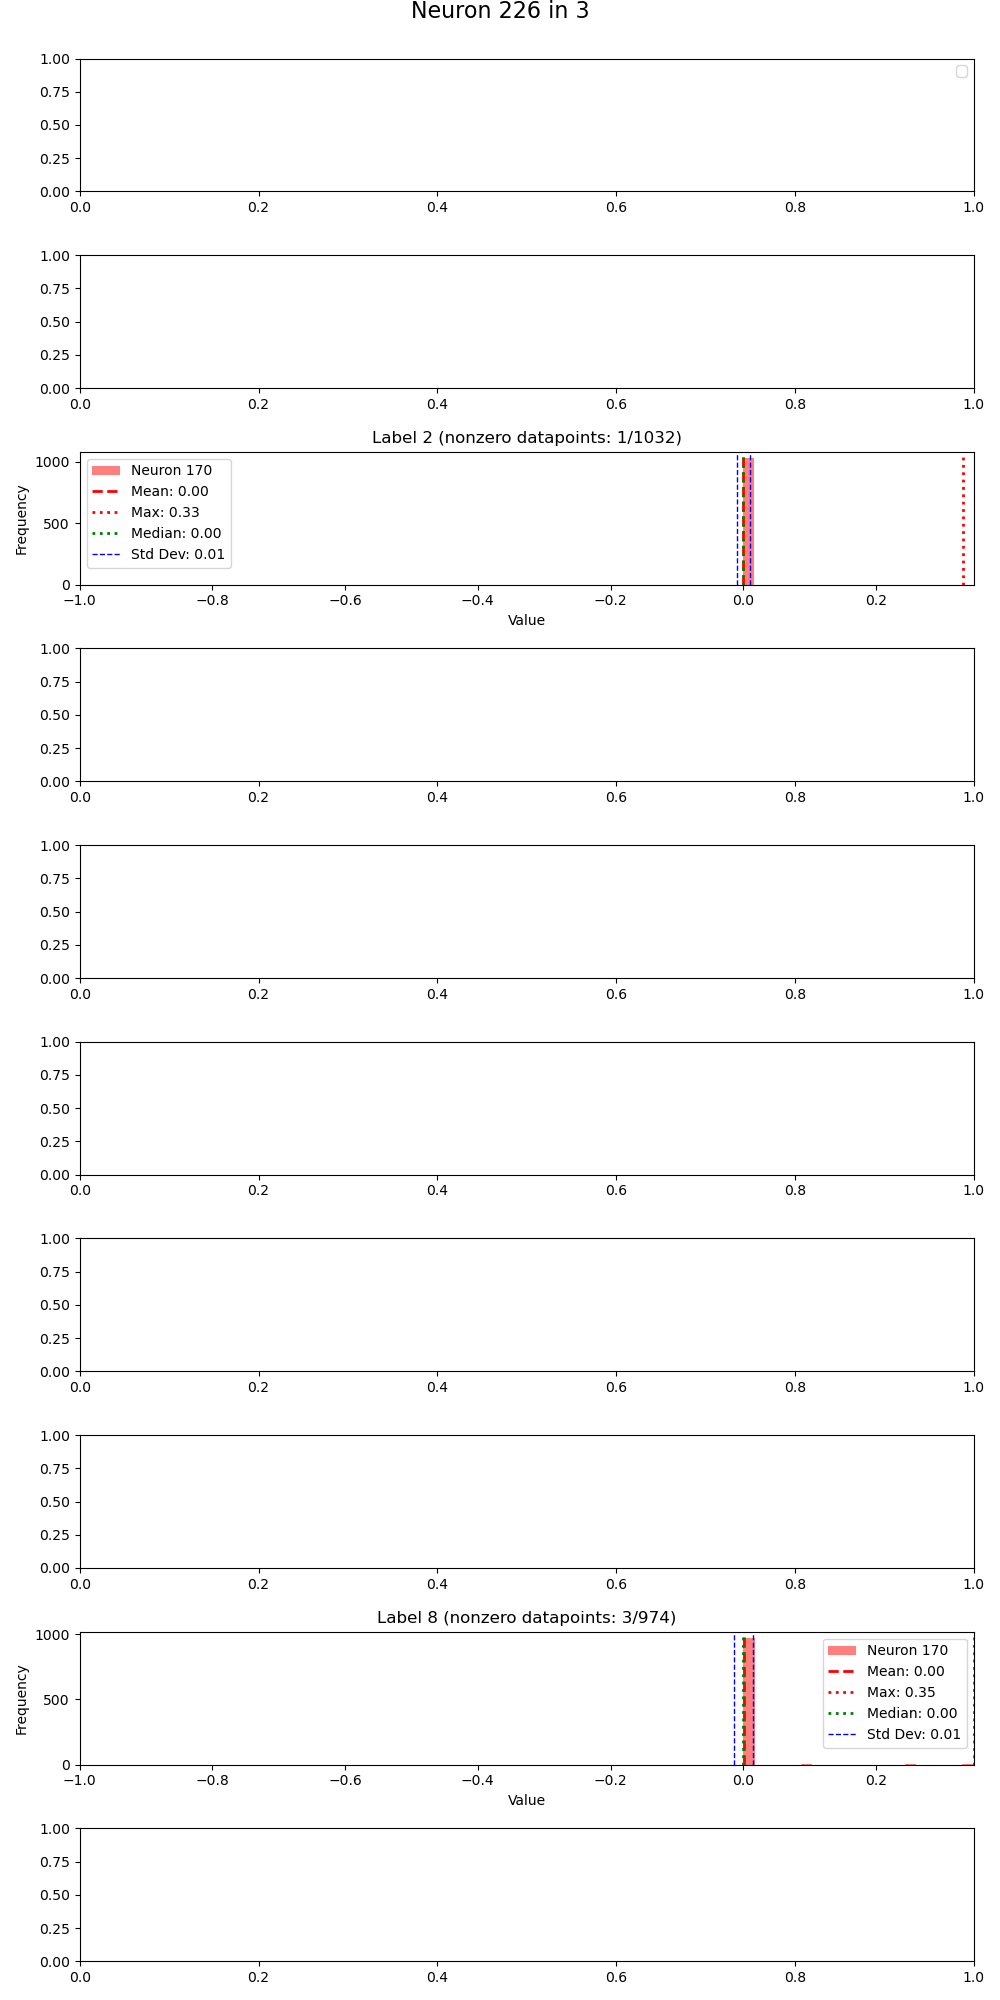 Neuron 226 in 3
1.00
0.75
0.50
0.25
0.00
0.0 0.2 0.4 0.6 0.8 1.0
1.00
0.75
0.50
0.25
0.00
0.0 0.2 0.4 0.6 0.8 1.0
Label 2 (nonzero datapoints: 1/1032)
1000
500
0
Frequency
Neuron 170
Mean: 0.00
Max: 0.33
Median: 0.00
Std Dev: 0.01
−1.0 −0.8 −0.6 −0.4 −0.2 0.0 0.2
Value
1.00
0.75
0.50
0.25
0.00
0.0 0.2 0.4 0.6 0.8 1.0
1.00
0.75
0.50
0.25
0.00
0.0 0.2 0.4 0.6 0.8 1.0
1.00
0.75
0.50
0.25
0.00
0.0 0.2 0.4 0.6 0.8 1.0
1.00
0.75
0.50
0.25
0.00
0.0 0.2 0.4 0.6 0.8 1.0
1.00
0.75
0.50
0.25
0.00
0.0 0.2 0.4 0.6 0.8 1.0
Label 8 (nonzero datapoints: 3/974)
1000
500
0
Frequency
Neuron 170
Mean: 0.00
Max: 0.35
Median: 0.00
Std Dev: 0.01
−1.0 −0.8 −0.6 −0.4 −0.2 0.0 0.2
Value
1.00
0.75
0.50
0.25
0.00
0.0 0.2 0.4 0.6 0.8 1.0